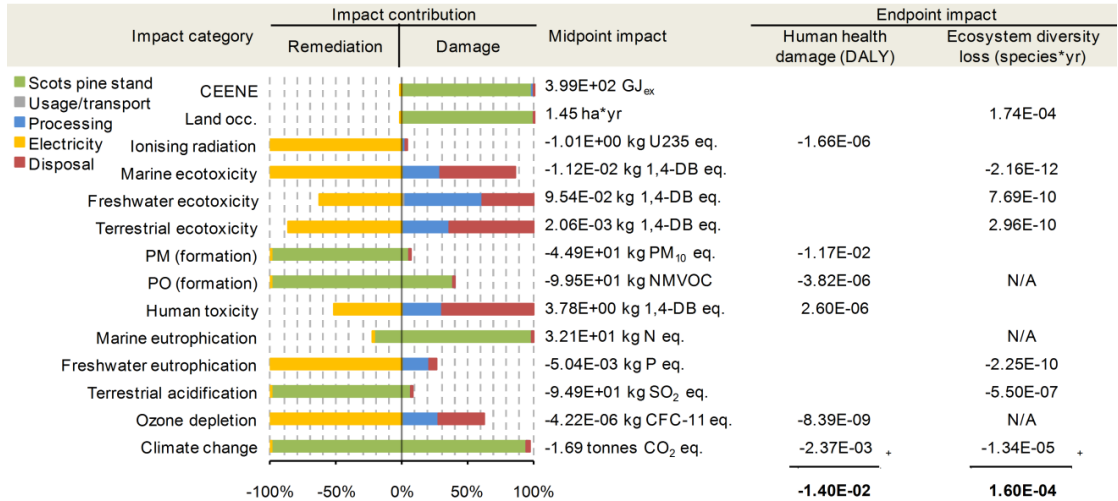 Impact contribution Endpoint impact
Impact category Midpoint impact Human health Ecosystem diversity
Remediation Damage damage (DALY) loss (species*yr)
Scots pine stand
Usage/transport
Processing
Electricity
Disposal
CEENE 3.99E+02 GJex
Land occ. 1.45 ha*yr 1.74E-04
Ionising radiation -1.01E+00 kg U235 eq. -1.66E-06
Marine ecotoxicity -1.12E-02 kg 1,4-DB eq. -2.16E-12
Freshwater ecotoxicity 9.54E-02 kg 1,4-DB eq. 7.69E-10
Terrestrial ecotoxicity 2.06E-03 kg 1,4-DB eq. 2.96E-10
PM (formation) -4.49E+01 kg PM10 eq. -1.17E-02
PO (formation) -9.95E+01 kg NMVOC -3.82E-06 N/A
Human toxicity 3.78E+00 kg 1,4-DB eq. 2.60E-06
Marine eutrophication 3.21E+01 kg N eq. N/A
Freshwater eutrophication -5.04E-03 kg P eq. -2.25E-10
Terrestrial acidification -9.49E+01 kg SO2 eq. -5.50E-07
Ozone depletion -4.22E-06 kg CFC-11 eq. -8.39E-09 N/A
Climate change -1.69 tonnes CO2 eq. -2.37E-03 + -1.34E-05 +
-100% -50% 0% 50% 100% -1.40E-02 1.60E-04